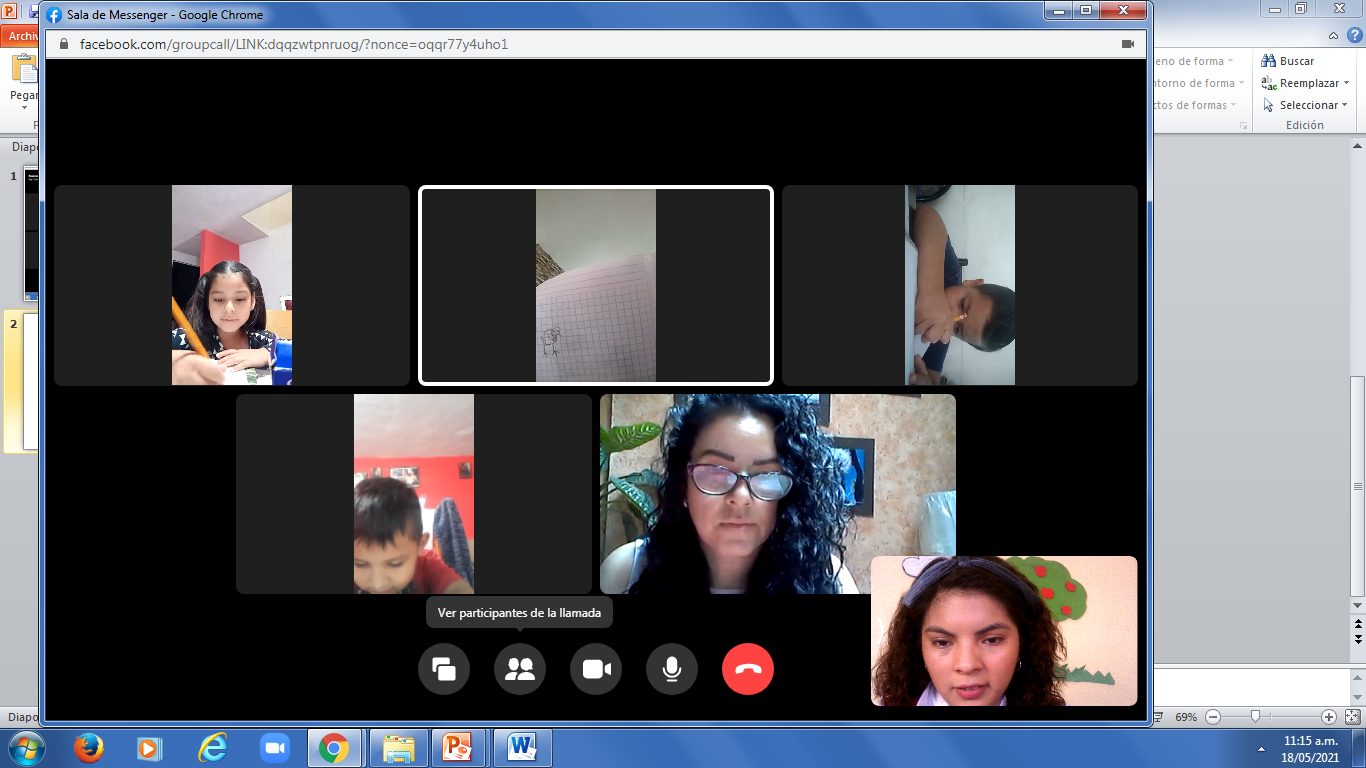 Sala de Messenger - Google Chrome
facebook.com/groupcall/LINK:dqqzwtpnruog/?nonce=oqqr77y4uho1
Archiv
Pegar
P
Diapo
1
2
eno de forma
ntorno de forma
ctos de formas
Buscar
Reemplazar
Seleccionar
Edición
Ver participantes de la llamada
Diapo
69%
11:15 a.m.
18/05/2021